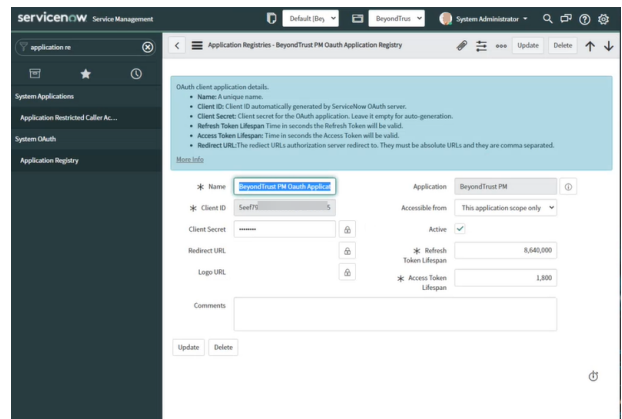 servicenow Service Management
Default (Bey
BeyondTrus
System Administrator
application re
System Applications
Application Restricted Caller Ac...
System OAuth
Application Registry
Application Registries - BeyondTrust PM Oauth Application Registry
Update
Delete
OAuth client application details.
• Name: A unique name.
• Client ID: Client ID automatically generated by ServiceNow OAuth server.
• Client Secret: Client secret for the OAuth application. Leave it empty for auto-generation.
• Refresh Token Lifespan Time in seconds the Refresh Token will be valid.
• Access Token Lifespan: Time in seconds the Access Token will be valid.
• Redirect URL:The rediect URLs authorization server redirect to. They must be absolute URLs and they are comma separated.
More Info
Name
BeyondTrust PM Oauth Applicat
Client ID
5eef79
5
Client Secret
••••••••
Redirect URL
Logo URL
Application
BeyondTrust PM
Accessible from
This application scope only
Active
Refresh
Token Lifespan
8,640,000
Access Token
Lifespan
1,800
Comments
Update
Delete